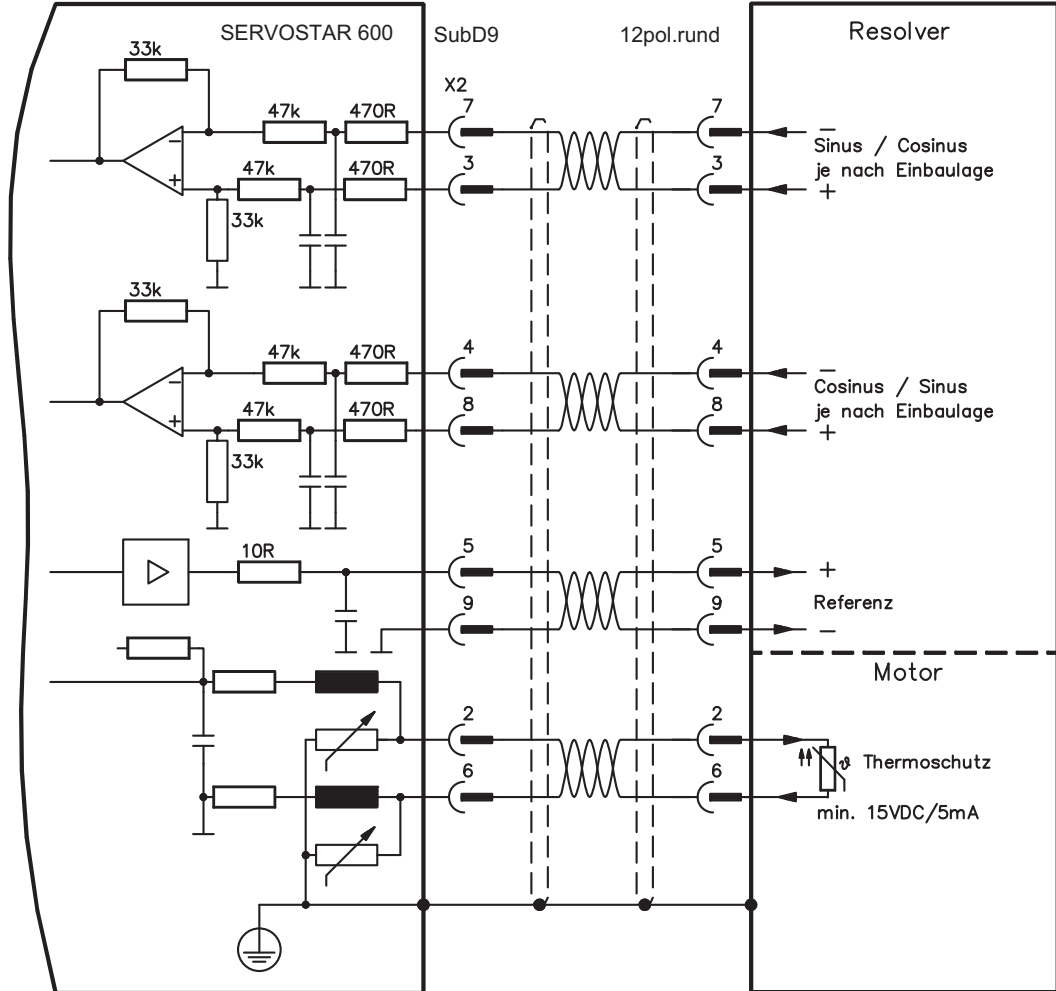 SERVOSTAR 600
SubD9
12pol.rund
Resolver
33k
X2
47k
470R
7
7
−
Sinus / Cosinus
je nach Einbaulage
−
47k
470R
3
3
+
+
33k
33k
47k
470R
4
4
−
Cosinus / Sinus
je nach Einbaulage
−
47k
470R
8
8
+
+
33k
10R
5
5
+
Referenz
9
9
−
Motor
2
2
ϑ Thermoschutz
6
6
min. 15VDC/5mA